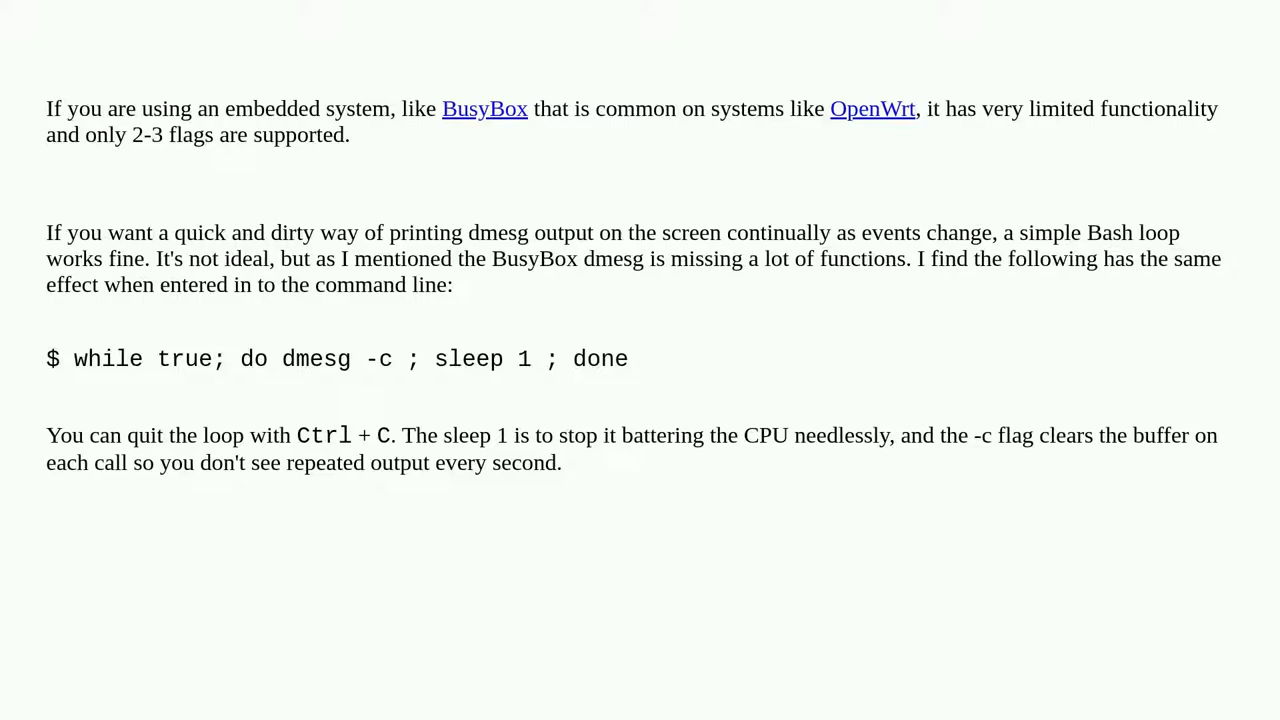 If you are using an embedded system, like BusyBox that is common on systems like OpenWrt, it has very limited functionality
and only 2-3 flags are supported.
If you want a quick and dirty way of printing dmesg output on the screen continually as events change, a simple Bash loop
works fine. It's not ideal, but as I mentioned the BusyBox dmesg is missing a lot of functions. I find the following has the same
effect when entered in to the command line:
$ while true; do dmesg -c ; sleep 1 ; done
You can quit the loop with Ctrl + C. The sleep 1 is to stop it battering the CPU needlessly, and the -c flag clears the buffer on
each call so you don't see repeated output every second.